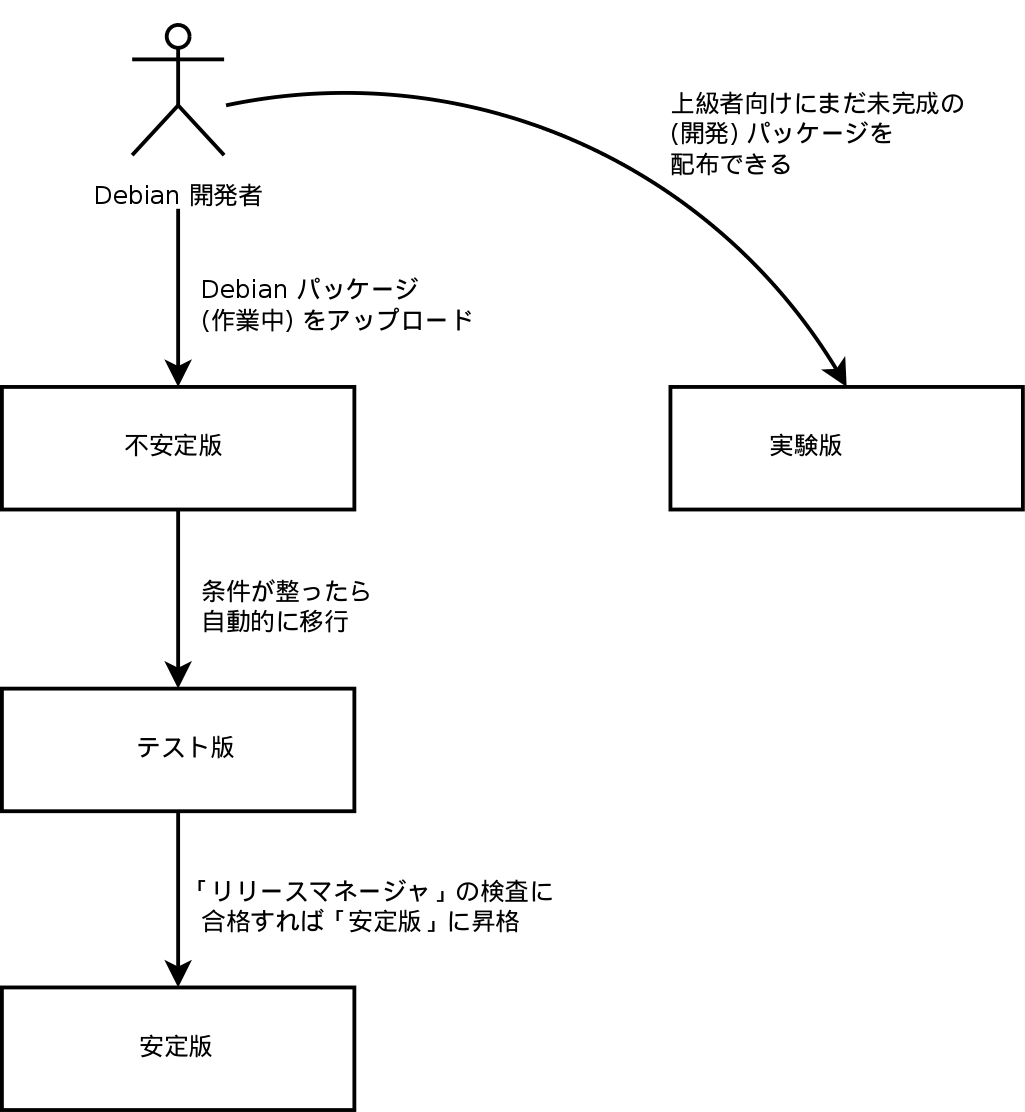 上級者向けにまだ未完成の
(開発) パッケージを
配布できる
Debian 開発者
Debian パッケージ
(作業中) をアップロード
不安定版
実験版
条件が整ったら
自動的に移行
テスト版
「リリースマネージャ」の検査に
合格すれば「安定版」に昇格
安定版